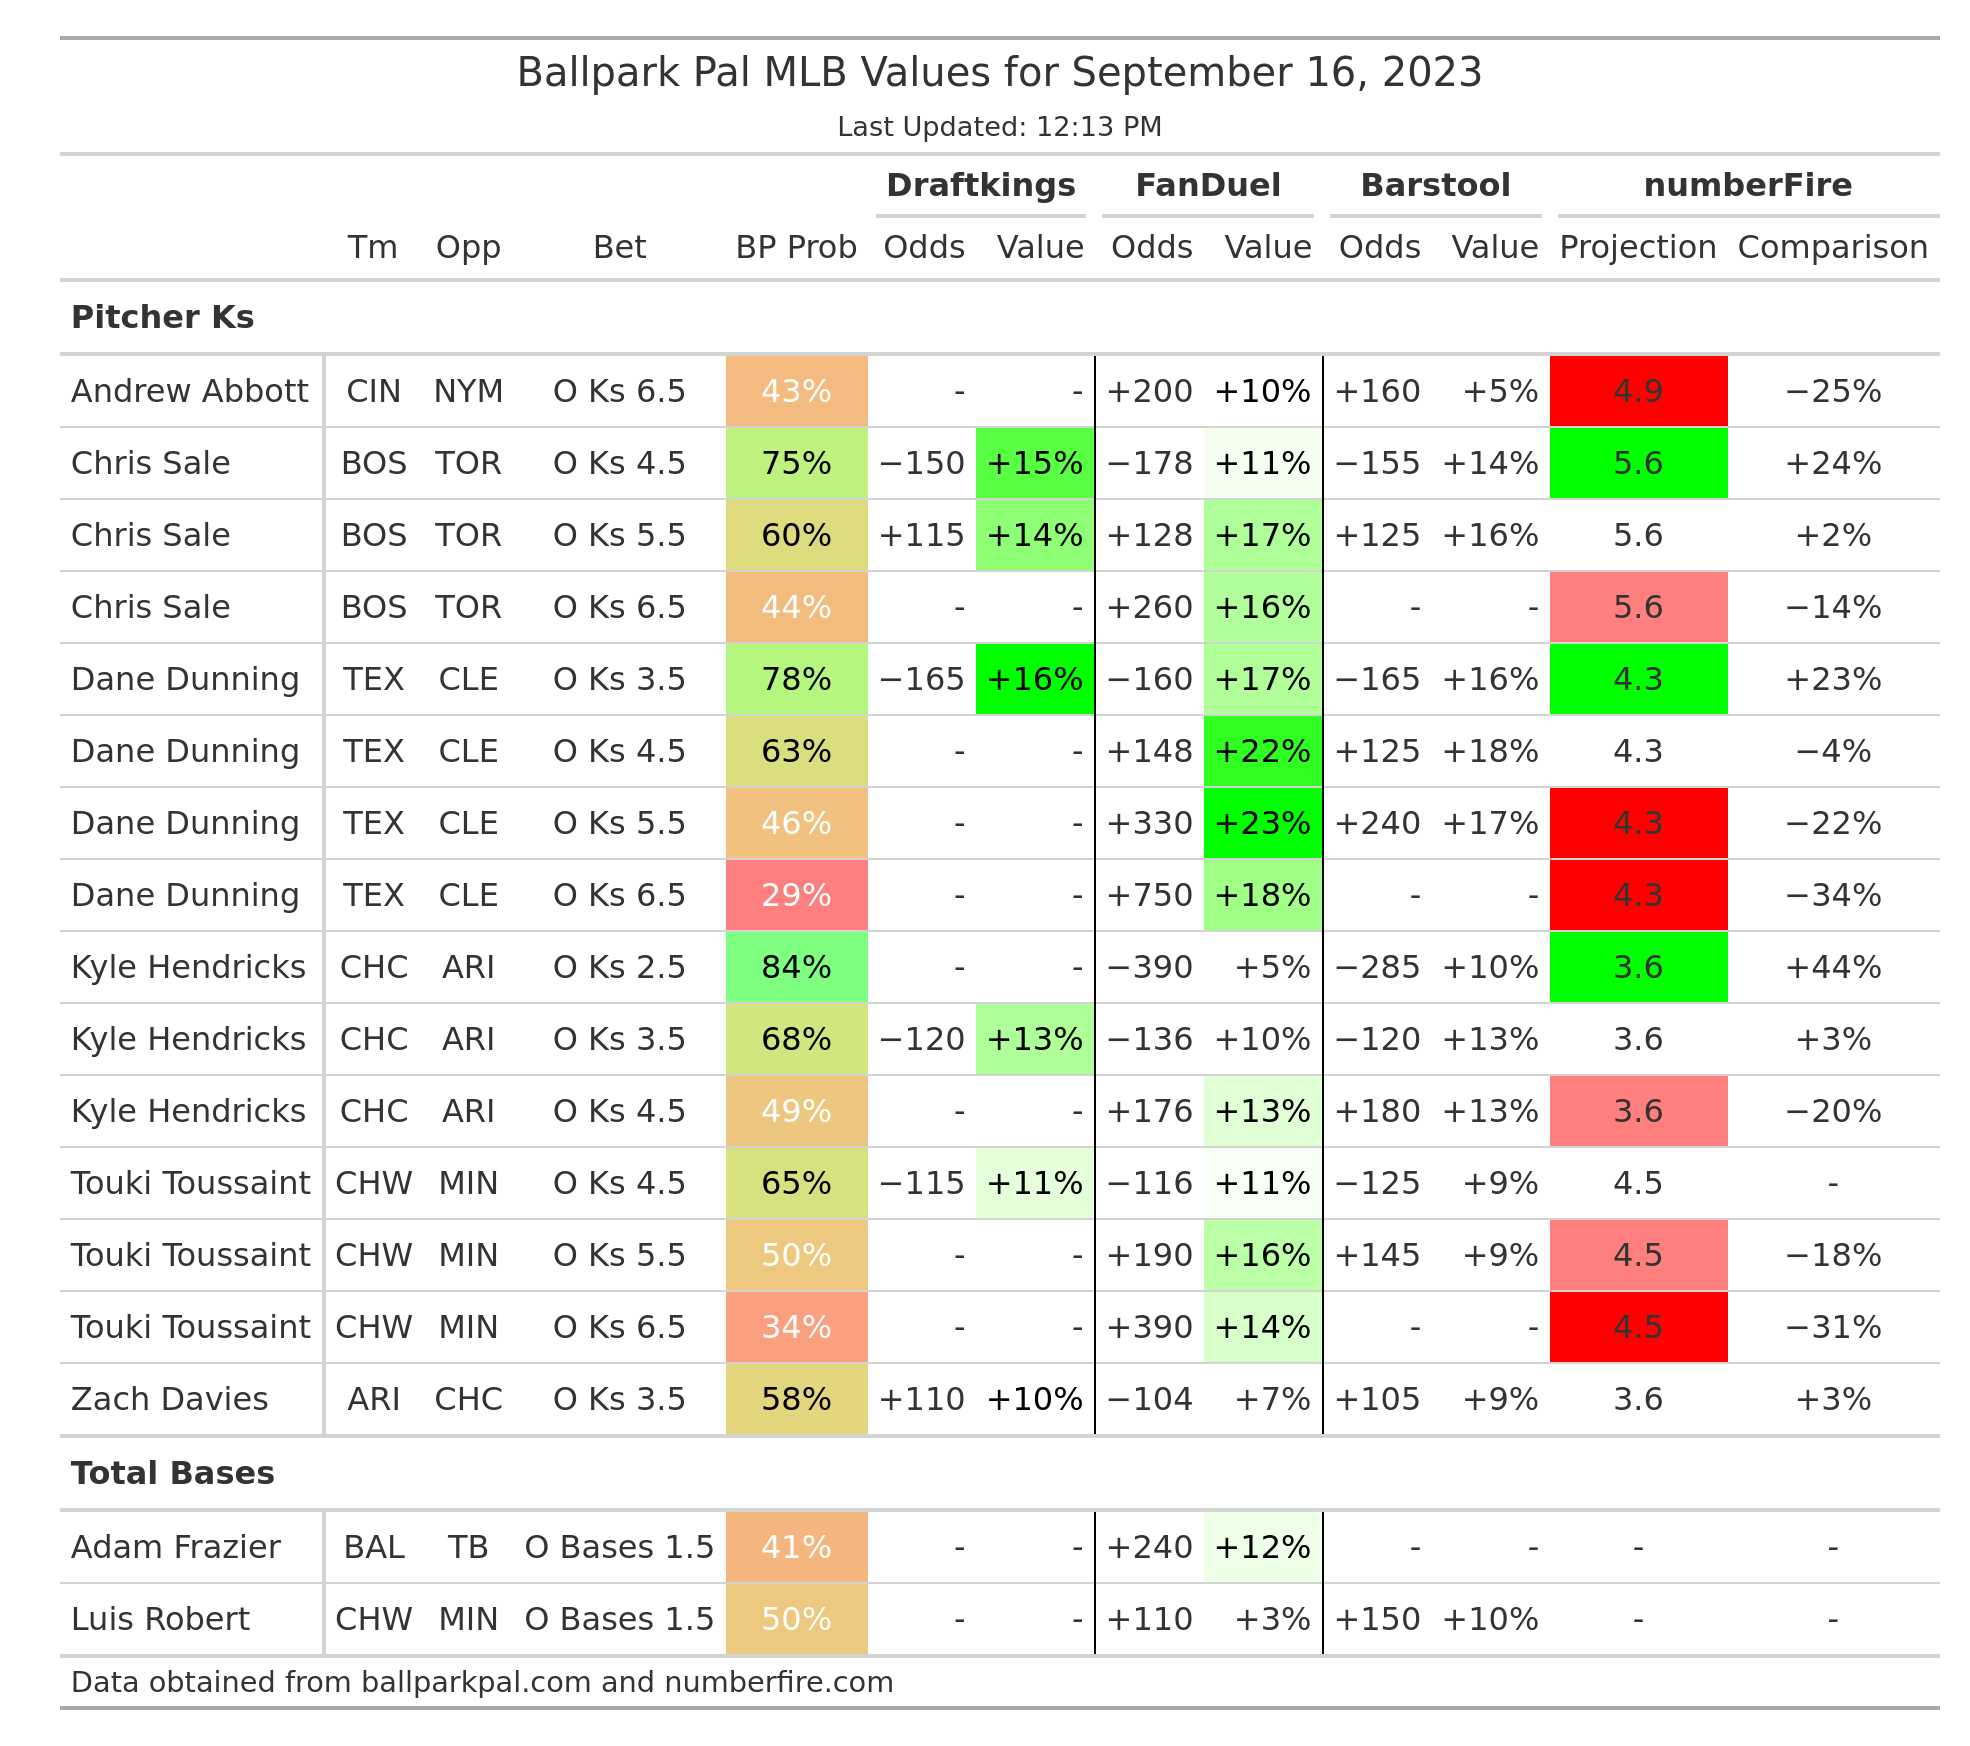 Ballpark Pal MLB Values for September 16, 2023
Last Updated: 12:13 PM
Draftkings FanDuel Barstool numberFire
Tm Opp Bet BP Prob Odds Value Odds Value Odds Value Projection Comparison
Pitcher Ks
Andrew Abbott CIN NYM O Ks 6.5 43% - - +200 +10% +160 +5% 4.9 −25%
Chris Sale BOS TOR O Ks 4.5 75% −150 +15% −178 +11% −155 +14% 5.6 +24%
Chris Sale BOS TOR O Ks 5.5 60% +115 +14% +128 +17% +125 +16% 5.6 +2%
Chris Sale BOS TOR O Ks 6.5 44% - - +260 +16% - - 5.6 −14%
Dane Dunning TEX CLE O Ks 3.5 78% −165 +16% −160 +17% −165 +16% 4.3 +23%
Dane Dunning TEX CLE O Ks 4.5 63% - - +148 +22% +125 +18% 4.3 −4%
Dane Dunning TEX CLE O Ks 5.5 46% - - +330 +23% +240 +17% 4.3 −22%
Dane Dunning TEX CLE O Ks 6.5 29% - - +750 +18% - - 4.3 −34%
Kyle Hendricks CHC ARI O Ks 2.5 84% - - −390 +5% −285 +10% 3.6 +44%
Kyle Hendricks CHC ARI O Ks 3.5 68% −120 +13% −136 +10% −120 +13% 3.6 +3%
Kyle Hendricks CHC ARI O Ks 4.5 49% - - +176 +13% +180 +13% 3.6 −20%
Touki Toussaint CHW MIN O Ks 4.5 65% −115 +11% −116 +11% −125 +9% 4.5 -
Touki Toussaint CHW MIN O Ks 5.5 50% - - +190 +16% +145 +9% 4.5 −18%
Touki Toussaint CHW MIN O Ks 6.5 34% - - +390 +14% - - 4.5 −31%
Zach Davies ARI CHC O Ks 3.5 58% +110 +10% −104 +7% +105 +9% 3.6 +3%
Total Bases
Adam Frazier BAL TB O Bases 1.5 41% - - +240 +12% - - - -
Luis Robert CHW MIN O Bases 1.5 50% - - +110 +3% +150 +10% - -
Data obtained from ballparkpal.com and numberfire.com